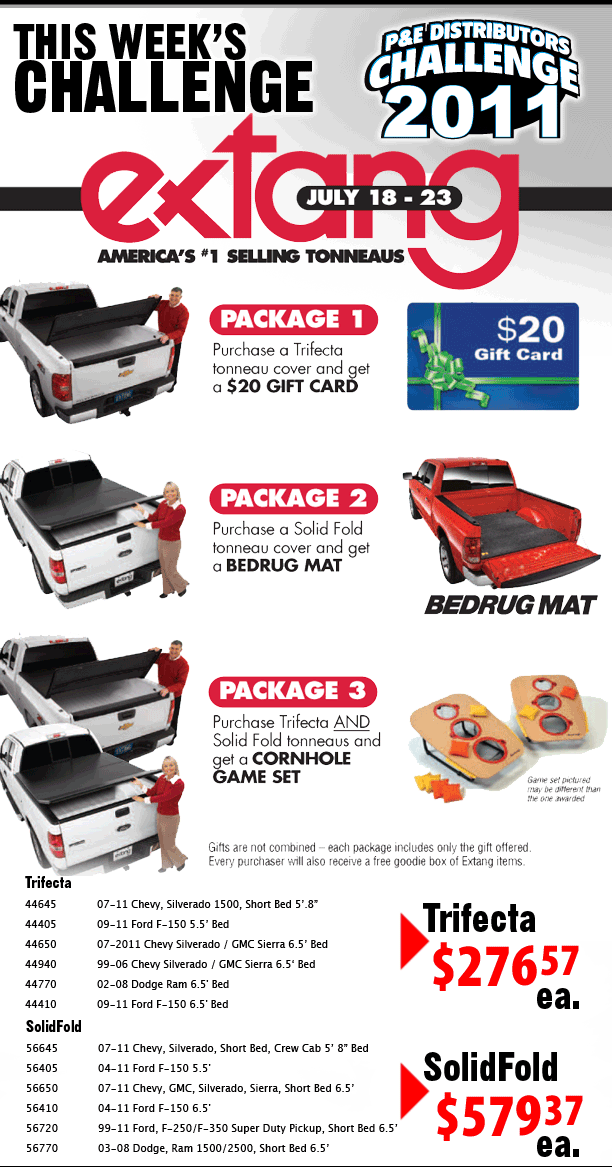 THIS WEEK'S
CHALLENGE
P&E DISTRIBUTORS
CHALLENGE
2011
extang
JULY 18 - 23
AMERICA'S #1 SELLING TONNEAUS
PACKAGE 1
Purchase a Trifecta
tonneau cover and get
a $20 GIFT CARD
$20
Gift Card
PACKAGE 2
Purchase a Solid Fold
tonneau cover and get
a BEDRUG MAT
extang
BEDRUG MAT
PACKAGE 3
Purchase Trifecta AND
Solid Fold tonneaus and
get a CORNHOLE
GAME SET
extang
Game set pictured
may be different than
the one awarded
Gifts are not combined – each package includes only the gift offered.
Every purchaser will also receive a free goodie box of Extang items.
Trifecta
44645 07-11 Chevy, Silverado 1500, Short Bed 5'.8”
44405 09-11 Ford F-150 5.5' Bed
44650 07-2011 Chevy Silverado / GMC Sierra 6.5' Bed
44940 99-06 Chevy Silverado / GMC Sierra 6.5' Bed
44770 02-08 Dodge Ram 6.5' Bed
44410 09-11 Ford F-150 6.5' Bed
Trifecta
$276 57
ea.
SolidFold
56645 07-11 Chevy, Silverado, Short Bed, Crew Cab 5' 8” Bed
56405 04-11 Ford F-150 5.5'
56650 07-11 Chevy, GMC, Silverado, Sierra, Short Bed 6.5'
56410 04-11 Ford F-150 6.5'
56720 99-11 Ford, F-250/F-350 Super Duty Pickup, Short Bed 6.5'
56770 03-08 Dodge, Ram 1500/2500, Short Bed 6.5'
SolidFold
$579 37
ea.